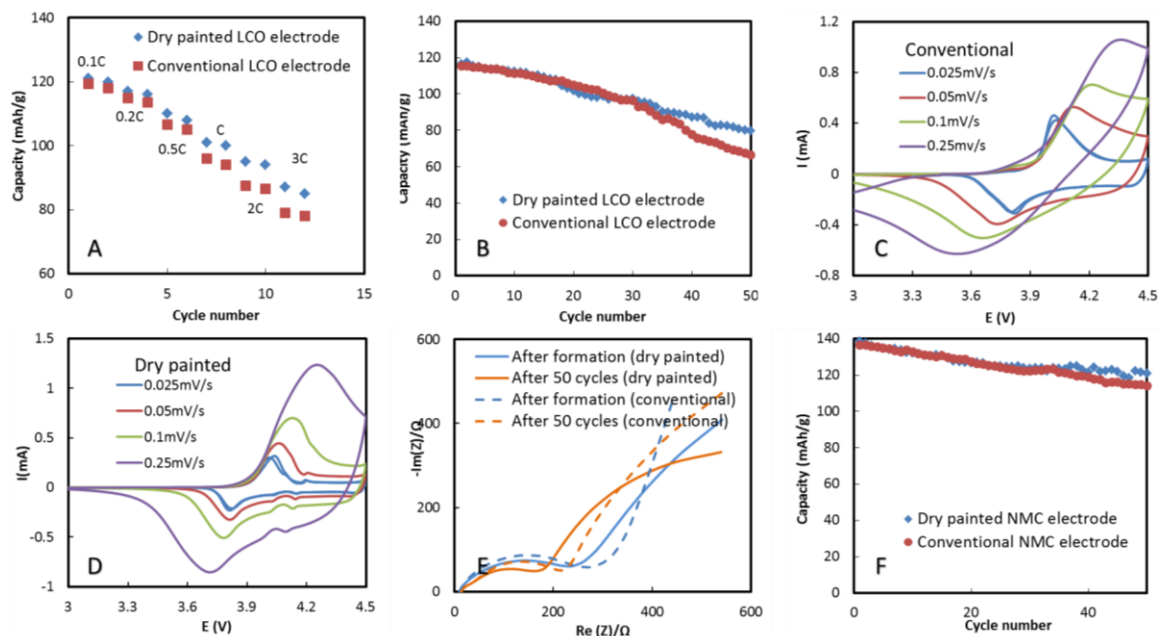 140
120
100
80
60
0
5
10
15
Capacity (mAh/g)
Cycle number
Dry painted LCO electrode
Conventional LCO electrode
0.1C
0.2C
0.5C
C
2C
3C
A
140
120
100
80
60
40
20
0
0
10
20
30
40
50
Capacity (mAh/g)
Cycle number
Dry painted LCO electrode
Conventional LCO electrode
B
1.2
0.8
0.4
0
-0.4
-0.8
3
3.3
3.6
3.9
4.2
4.5
I (mA)
E (V)
Conventional
0.025mV/s
0.05mV/s
0.1mV/s
0.25mV/s
C
1.5
1
0.5
0
-0.5
-1
3
3.3
3.6
3.9
4.2
4.5
I(mA)
E (V)
Dry painted
0.025mV/s
0.05mV/s
0.1mV/s
0.25mV/s
D
600
400
200
0
0
200
400
600
-Im(Z)/Ω
Re (Z)/Ω
After formation (dry painted)
After 50 cycles (dry painted)
After formation (conventional)
After 50 cycles (conventional)
E
140
120
100
80
60
40
20
0
0
20
40
Capacity (mAh/g)
Cycle number
Dry painted NMC electrode
Conventional NMC electrode
F